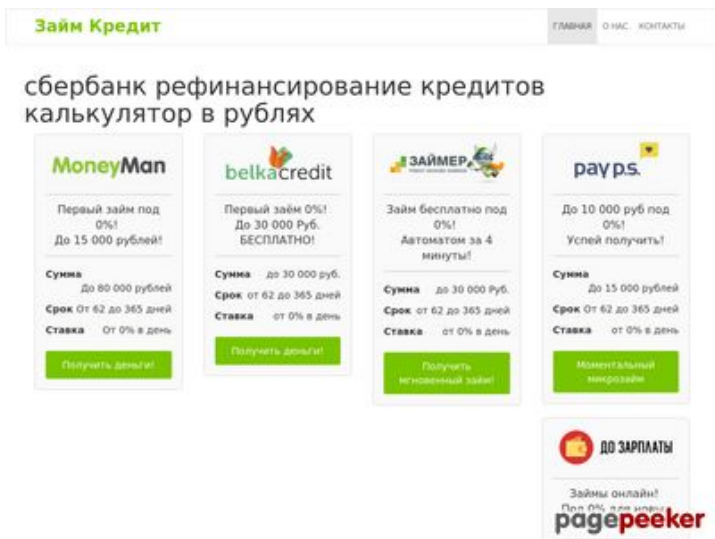 Займ Кредит
ГЛАВНАЯ О НАС КОНТАКТЫ
сбербанк рефинансирование кредитов
калькулятор в рублях
MoneyMan
Первый займ под
0%!
До 15 000 рублей!
Сумма
До 80 000 рублей
Срок От 62 до 365 дней
Ставка От 0% в день
Получить деньги!
belkacredit
Первый заём 0%!
До 30 000 Руб.
БЕСПЛАТНО!
Сумма до 30 000 руб.
Срок От 62 до 365 дней
Ставка от 0% в день
Получить деньги!
ЗАЙМЕР
Займ бесплатно под
0%!
Автоматом за 4
минуты!
Сумма до 30 000 Руб.
Срок от 62 до 365 дней
Ставка от 0% в день
Получить
мгновенный займ!
pay p.s.
До 10 000 руб под
0%!
Успей получить!
Сумма
До 15 000 рублей
Срок От 62 до 365 дней
Ставка от 0% в день
Моментальный
микрозайм
ДО ЗАРПЛАТЫ
Займы онлайн!
Под 0% для новых
pagepeeker